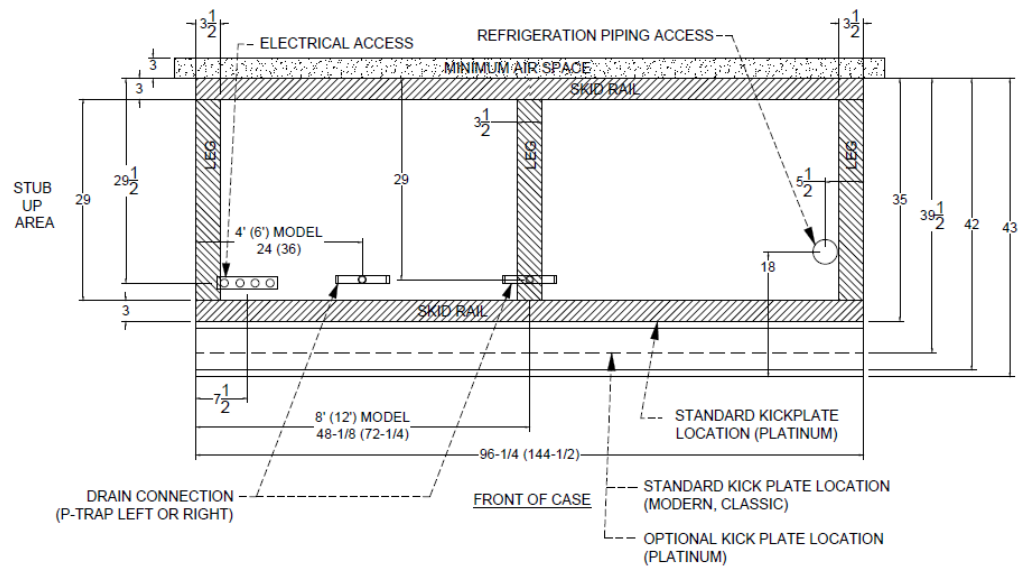 3 1/2
ELECTRICAL ACCESS
REFRIGERATION PIPING ACCESS
3 1/2
3
MINIMUM AIR SPACE
3
SKID RAIL
LEG
3 1/2
LEG
LEG
STUB
UP
AREA
29
29 1/2
29
5 1/2
35
39 1/2
42
43
4' (6') MODEL
24 (36)
18
3
SKID RAIL
7 1/2
8' (12') MODEL
48-1/8 (72-1/4)
STANDARD KICKPLATE
LOCATION (PLATINUM)
96-1/4 (144-1/2)
DRAIN CONNECTION
(P-TRAP LEFT OR RIGHT)
FRONT OF CASE
STANDARD KICK PLATE LOCATION
(MODERN, CLASSIC)
OPTIONAL KICK PLATE LOCATION
(PLATINUM)